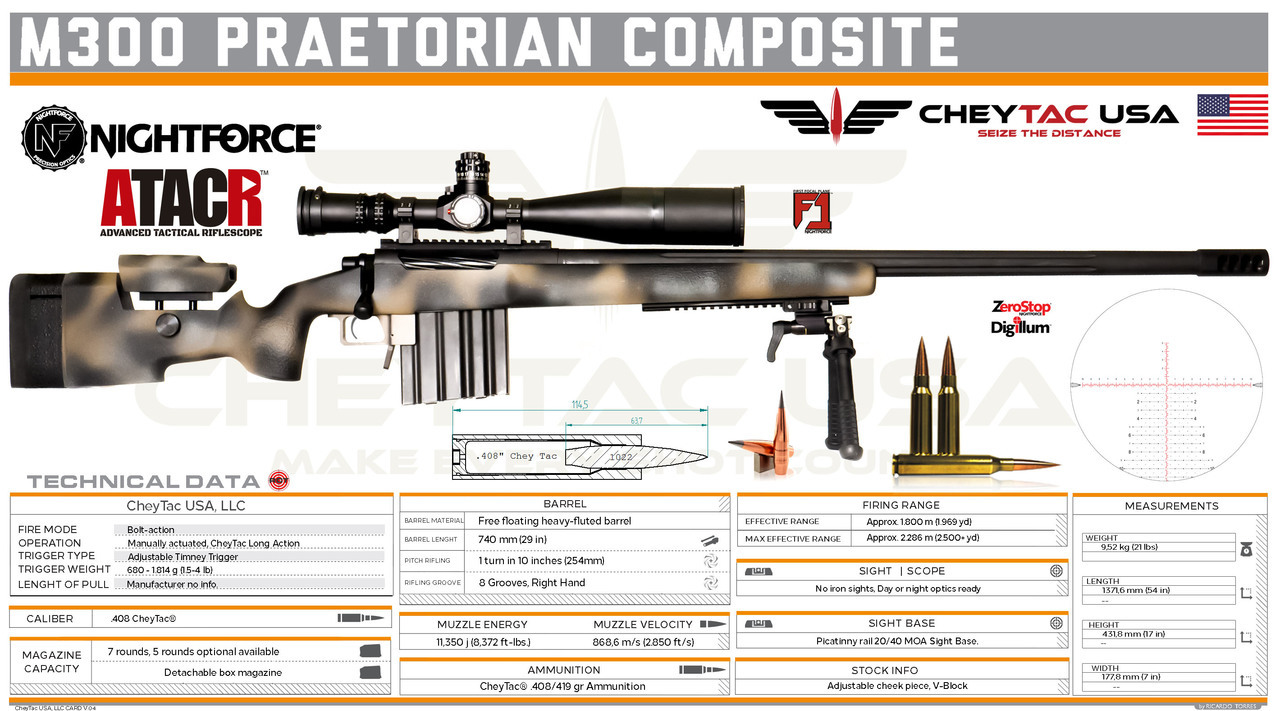 M300 PRAETORIAN COMPOSITE
NIGHTFORCE
PRECISION OPTICS
NF
NIGHTFORCE®
ATACR™
ADVANCED TACTICAL RIFLESCOPE
CHEYTAC USA
SEIZE THE DISTANCE
FIRST FOCAL PLANE
F1
NIGHTFORCE
ZeroStop
NIGHTFORCE
DigIllum™
CHEYTAC USA
114,5
63.7
.408" Chey Tac
1022
TECHNICAL DATA
CheyTac USA, LLC
FIRE MODE Bolt-action
OPERATION Manually actuated, CheyTac Long Action
TRIGGER TYPE Adjustable Timney Trigger
TRIGGER WEIGHT 680 - 1.814 g (1.5-4 lb)
LENGHT OF PULL Manufacturer no info.
CALIBER .408 CheyTac®
MAGAZINE CAPACITY
7 rounds, 5 rounds optional available
Detachable box magazine
BARREL
BARREL MATERIAL Free floating heavy-fluted barrel
BARREL LENGHT 740 mm (29 in)
PITCH RIFLING 1 turn in 10 inches (254mm)
RIFLING GROOVE 8 Grooves, Right Hand
MUZZLE ENERGY MUZZLE VELOCITY
11,350 j (8,372 ft-lbs.) 868,6 m/s (2.850 ft/s)
AMMUNITION
CheyTac® .408/419 gr Ammunition
FIRING RANGE
EFFECTIVE RANGE Approx. 1.800 m (1.969 yd)
MAX EFFECTIVE RANGE Approx. 2.286 m (2.500+ yd)
SIGHT | SCOPE
No iron sights, Day or night optics ready
SIGHT BASE
Picatinny rail 20/40 MOA Sight Base.
STOCK INFO
Adjustable cheek piece, V-Block
MEASUREMENTS
WEIGHT
9,52 kg (21 lbs)
LENGTH
1371,6 mm (54 in)
--
HEIGHT
431,8 mm (17 in)
--
WIDTH
177,8 mm (7 in)
--
CheyTac USA, LLC CARD V.04
by RICARDO TORRES